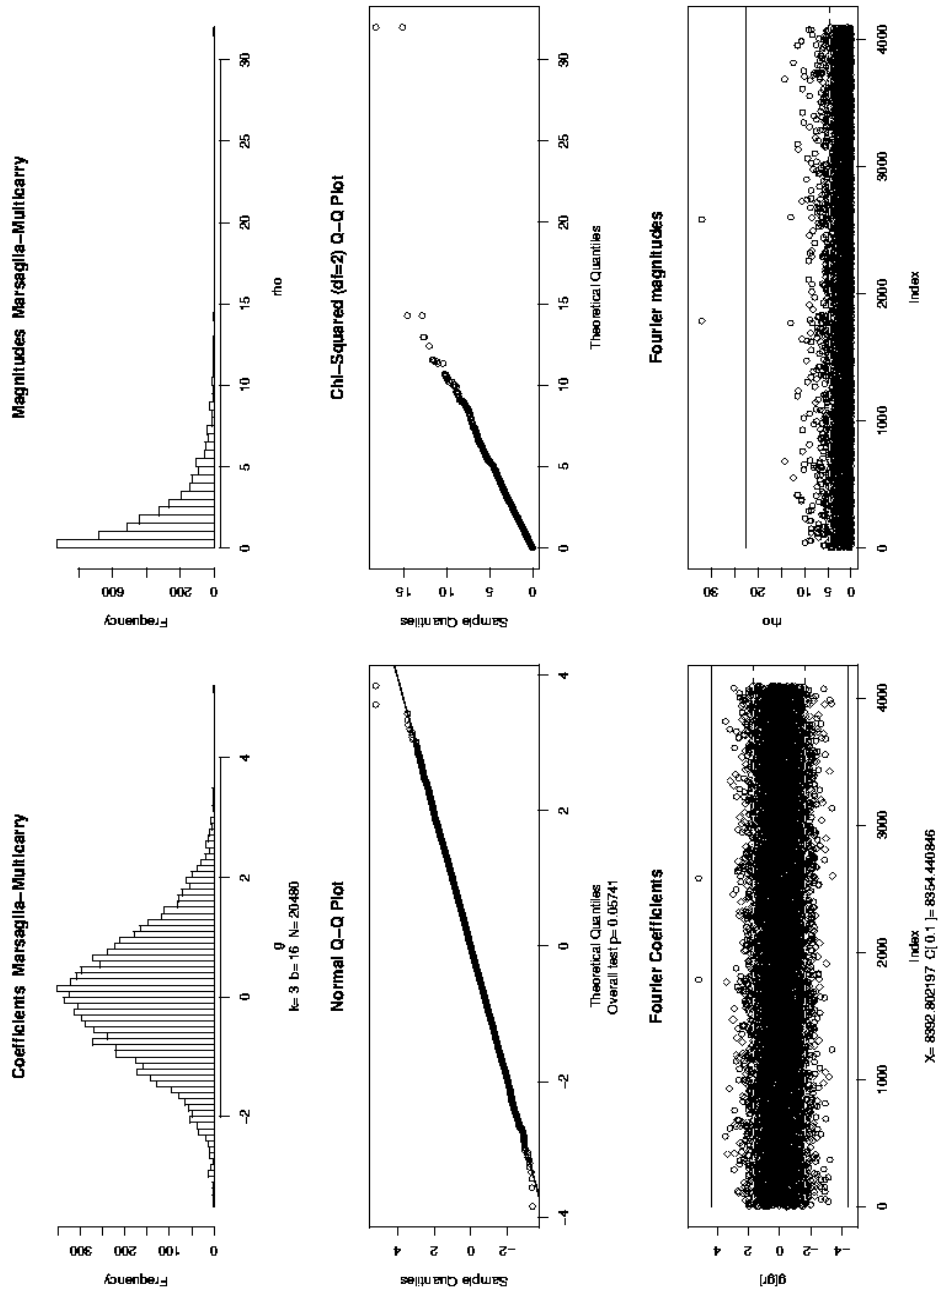 Coefficients Marsaglia-Multicarry
Frequency
0 100 300
-2 0 2 4
g
k= 3 b= 16 N= 20480
Magnitudes Marsaglia-Multicarry
Frequency
0 200 600
0 5 10 15 20 25 30
rho
Normal Q-Q Plot
Sample Quantiles
-2 0 2 4
-4 -2 0 2 4
Theoretical Quantiles
Overall test p= 0.05741
Chi-Squared (df=2) Q-Q Plot
Sample Quantiles
0 5 10 15
0 5 10 15 20 25 30
Theoretical Quantiles
Fourier Coefficients
g[gr]
-4 -2 0 2 4
0 1000 2000 3000 4000
Index
X= 8392.802197 C[ 0.1 ]= 8354.440846
Fourier magnitudes
rho
0 5 10 20 30
0 1000 2000 3000 4000
Index